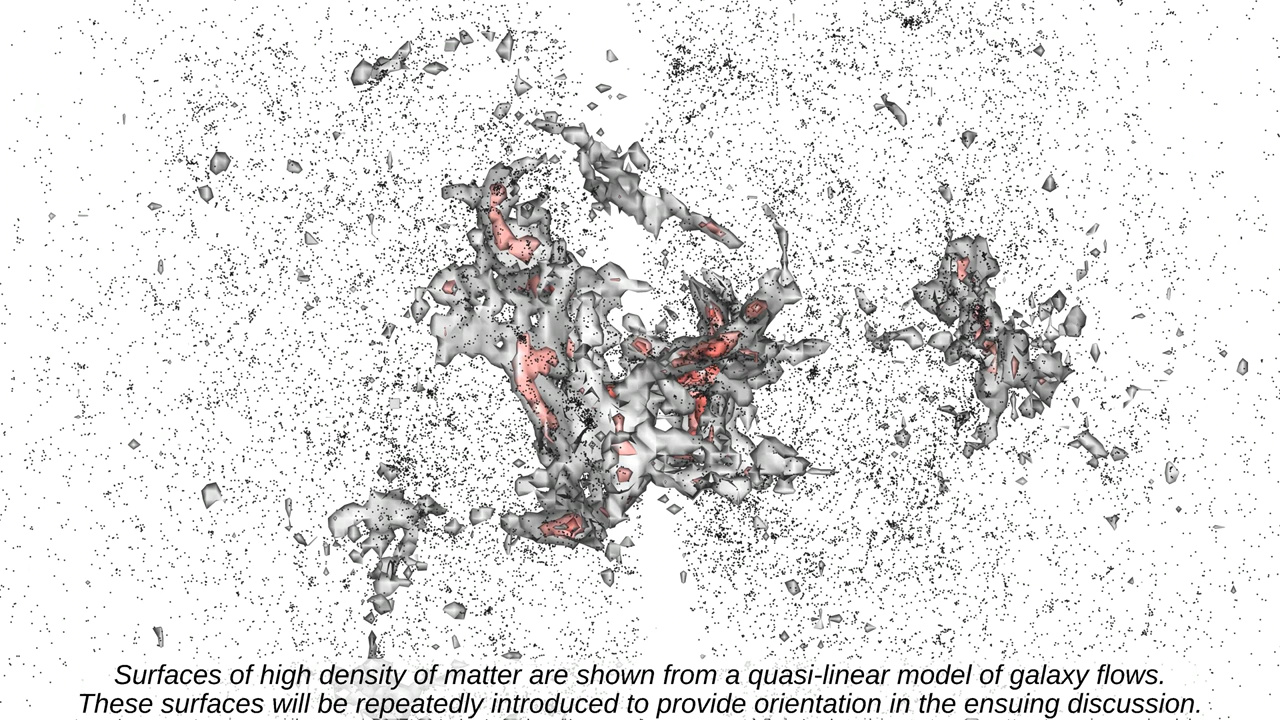 Surfaces of high density of matter are shown from a quasi-linear model of galaxy flows.
These surfaces will be repeatedly introduced to provide orientation in the ensuing discussion.